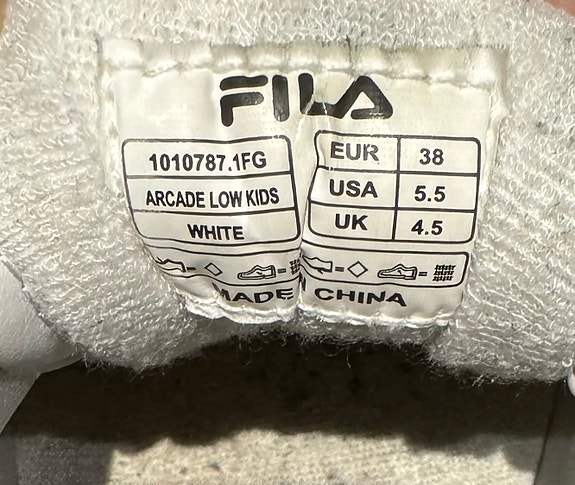 FILA
1010787.1FG
ARCADE LOW KIDS
WHITE
EUR 38
USA 5.5
UK 4.5
MADE IN CHINA